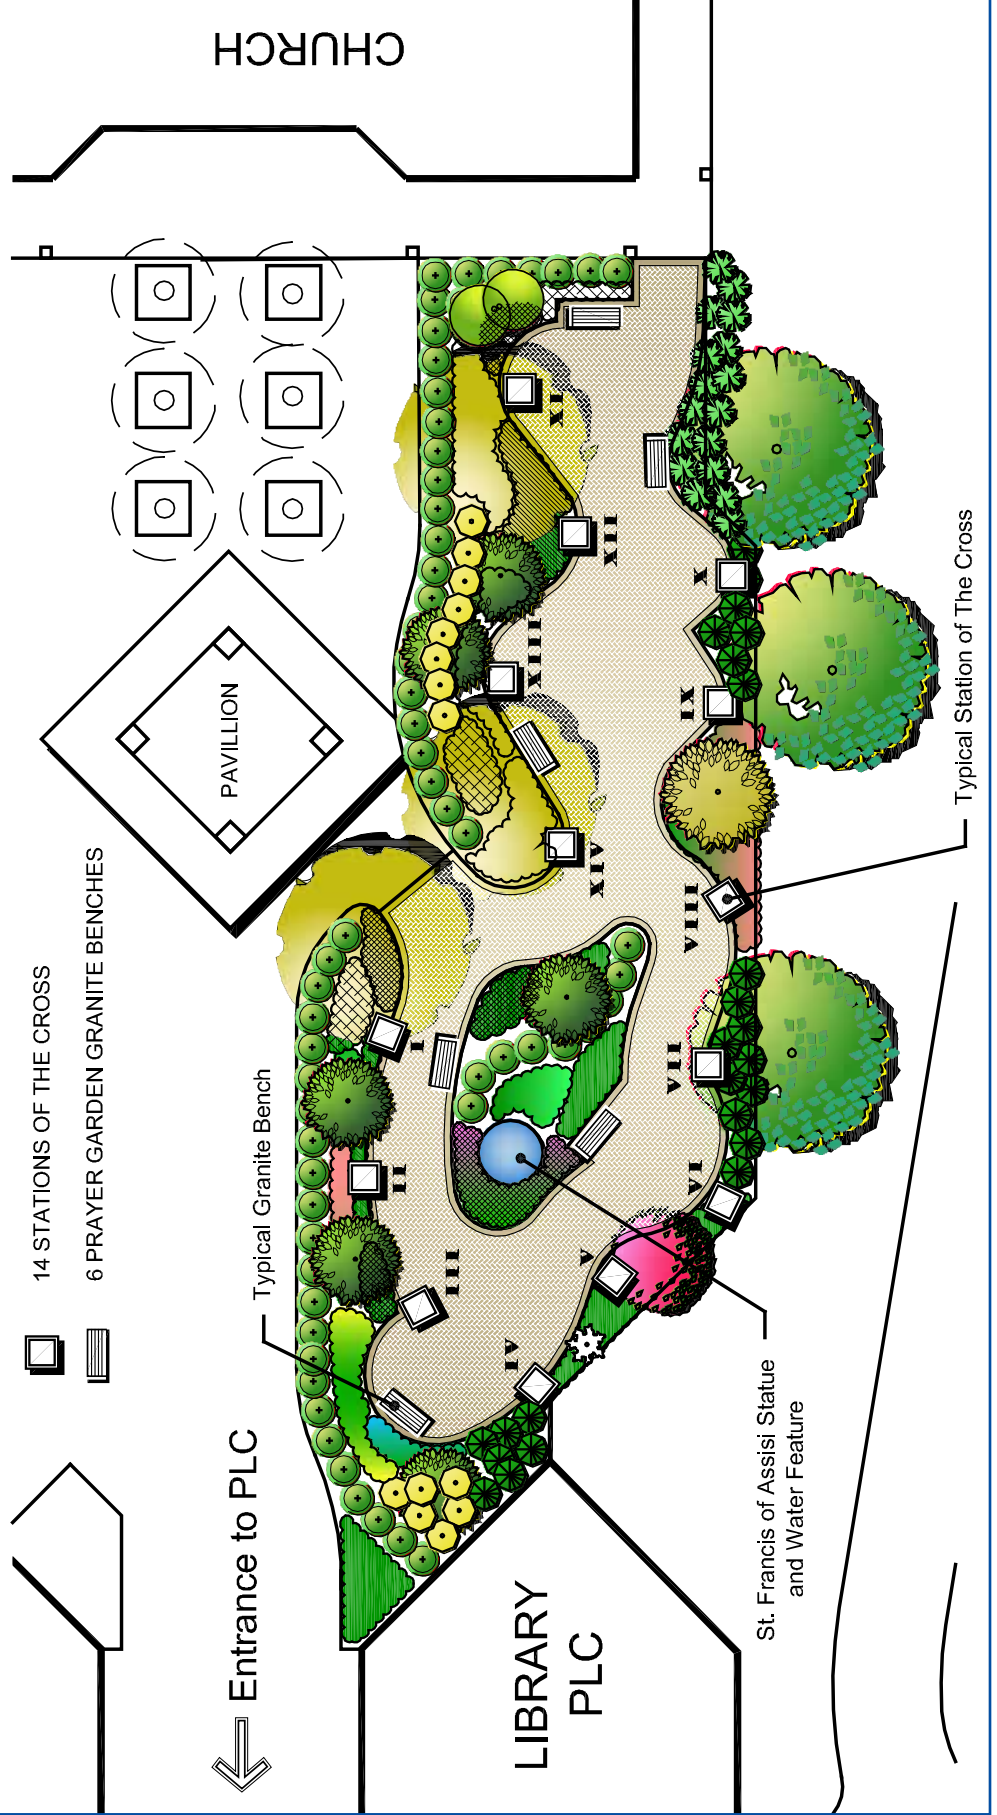 CHURCH
PAVILLION
14 STATIONS OF THE CROSS
6 PRAYER GARDEN GRANITE BENCHES
Typical Granite Bench
Entrance to PLC
LIBRARY
PLC
St. Francis of Assisi Statue
and Water Feature
Typical Station of The Cross
I
II
III
IV
V
VI
VII
VIII
IX
X
XI
XII
XIII
XIV